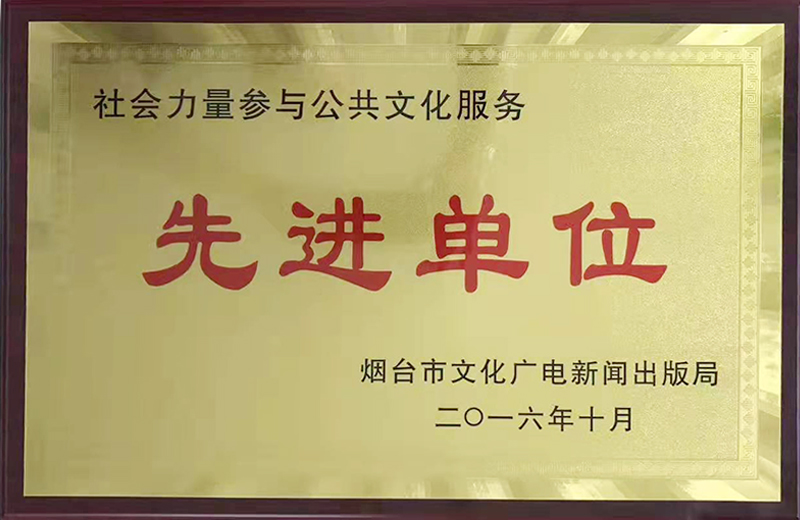 社会力量参与公共文化服务
先进单位
烟台市文化广电新闻出版局
二〇一六年十月